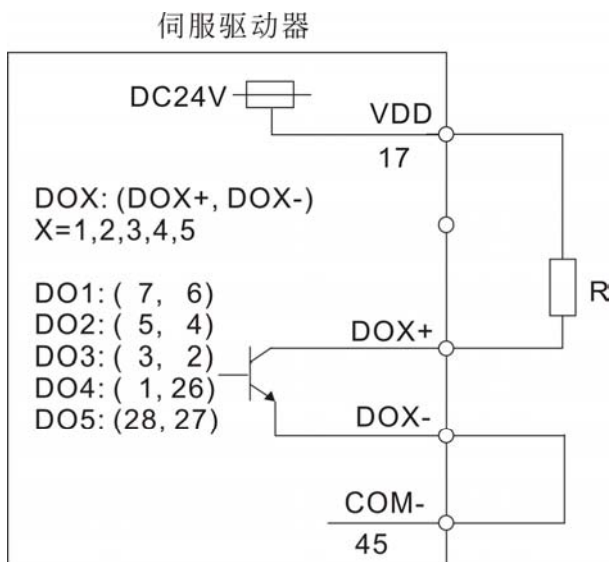 伺服驱动器
DC24V
VDD
17
DOX: (DOX+, DOX-)
X=1,2,3,4,5
R
DO1: ( 7, 6)
DO2: ( 5, 4)
DO3: ( 3, 2)
DO4: ( 1, 26)
DO5: (28, 27)
DOX+
DOX-
COM-
45